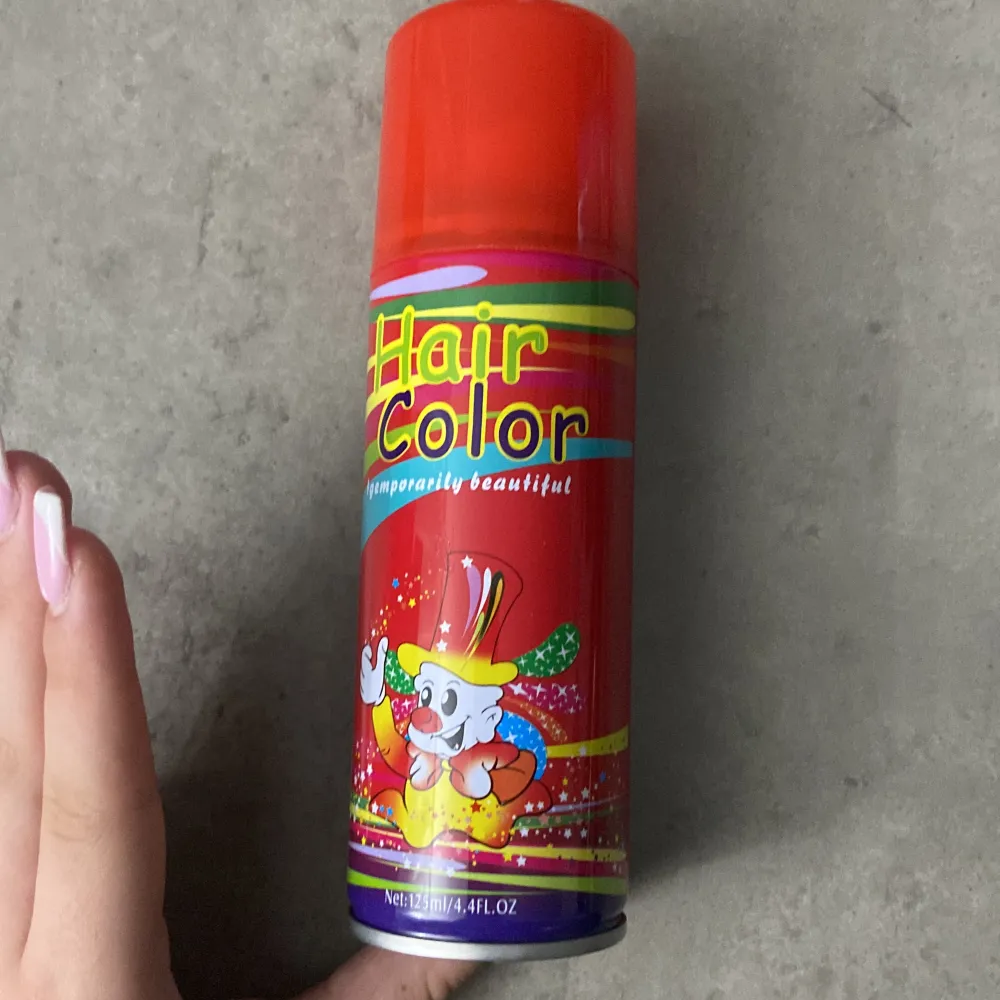 Hair
Color
temporarily beautiful
Net:125ml/4.4FL.OZ